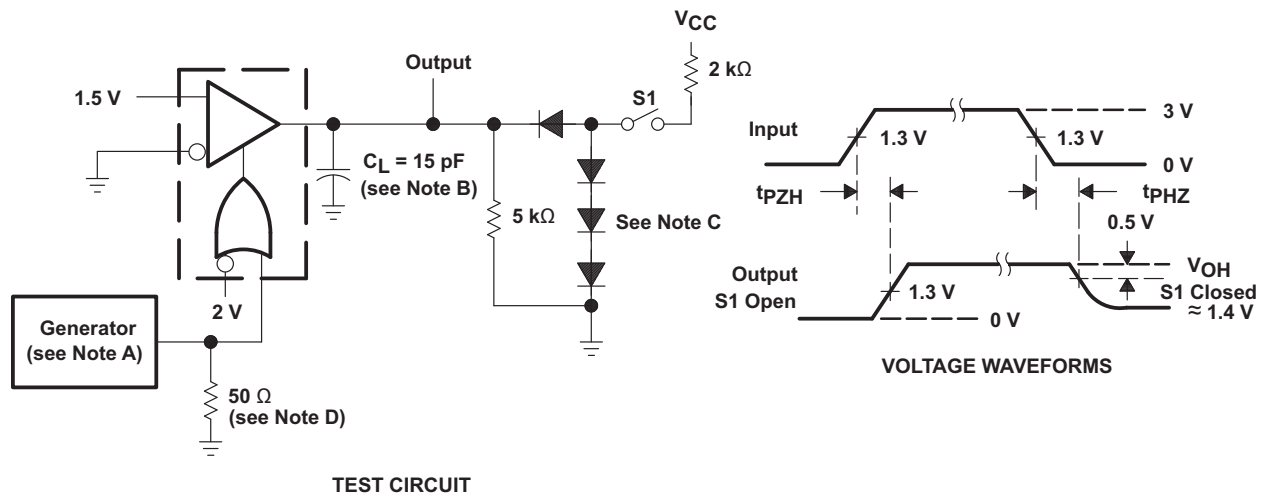 VCC
2 kΩ
Output
S1
1.5 V
CL = 15 pF
(see Note B)
5 kΩ
See Note C
2 V
Generator
(see Note A)
50 Ω
(see Note D)
TEST CIRCUIT
3 V
Input
1.3 V
1.3 V
0 V
tPZH
tPHZ
0.5 V
Output
S1 Open
1.3 V
0 V
VOH
S1 Closed
≈ 1.4 V
VOLTAGE WAVEFORMS